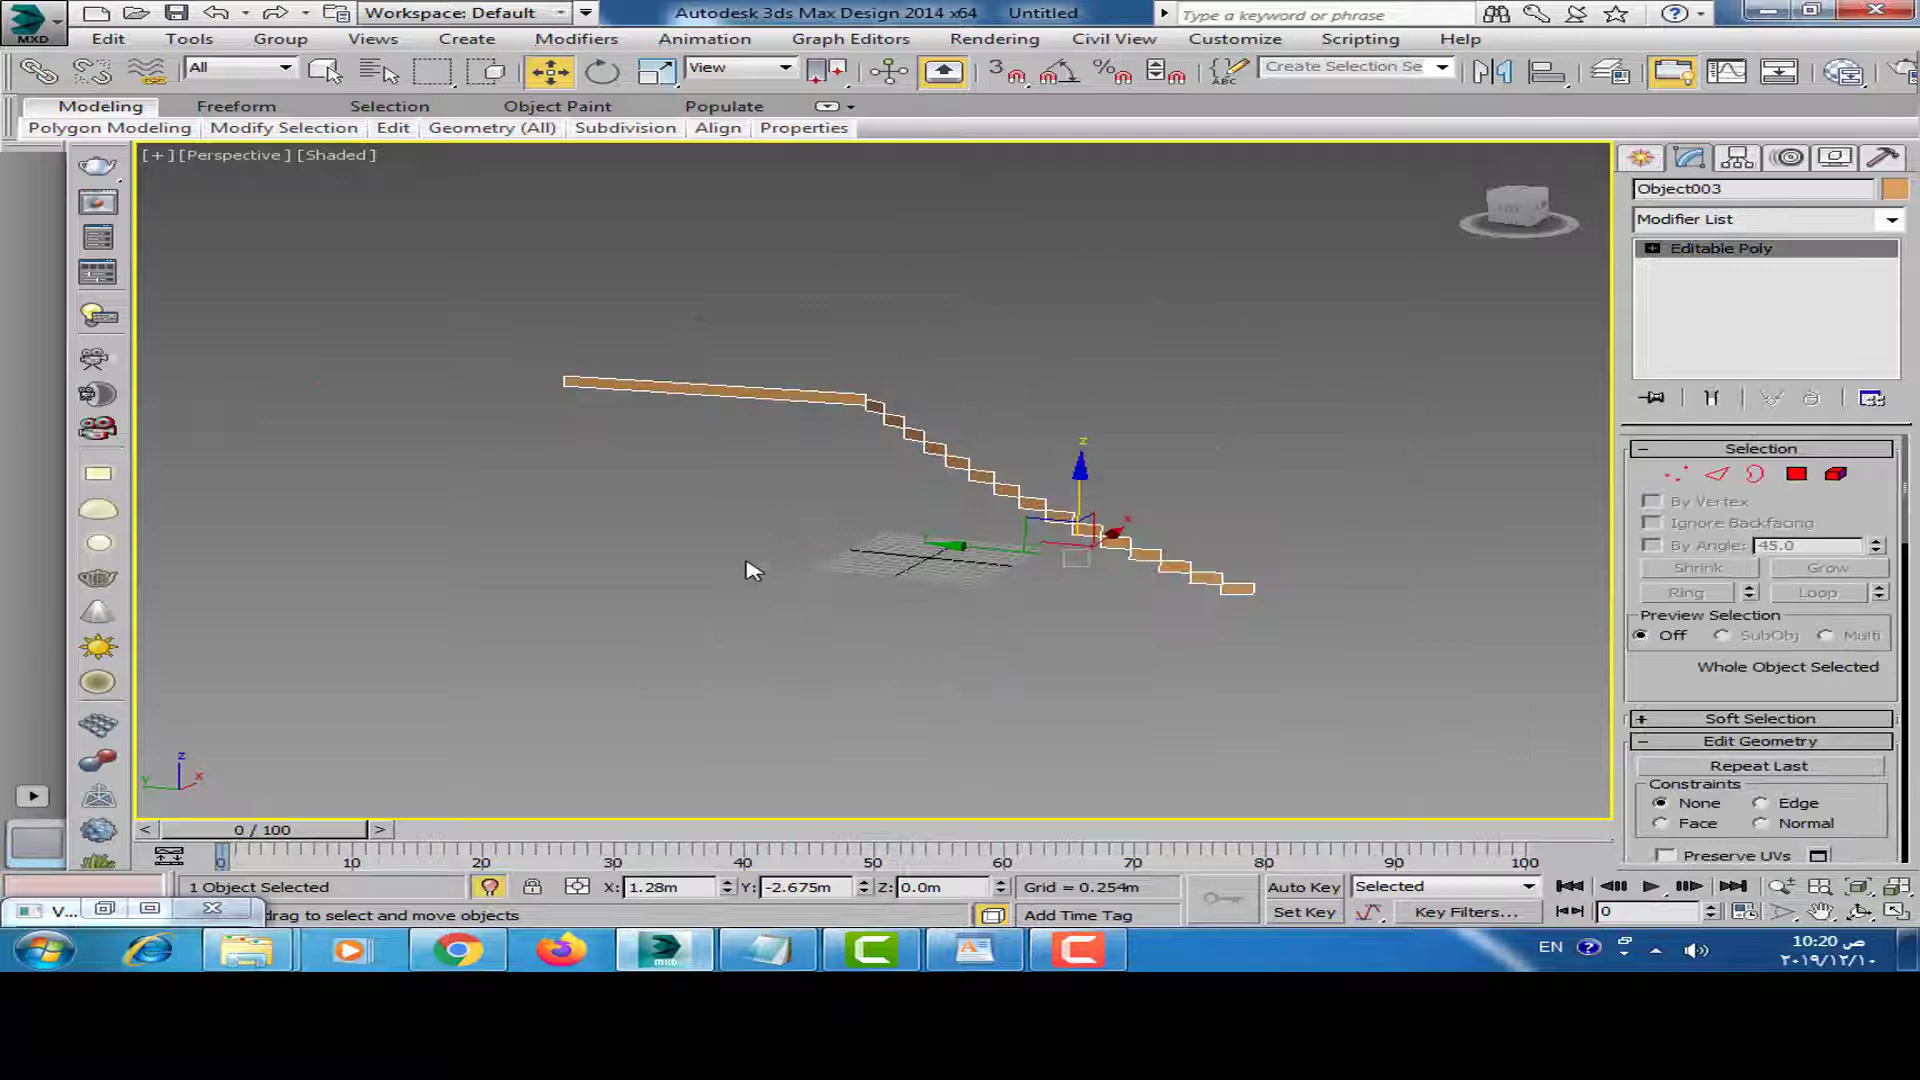 Workspace: Default
Autodesk 3ds Max Design 2014 x64 Untitled
Type a keyword or phrase
MXD
Edit Tools Group Views Create Modifiers Animation Graph Editors Rendering Civil View Customize Scripting Help
All
View
3
ABC
Create Selection Se
Modeling Freeform Selection Object Paint Populate
Polygon Modeling Modify Selection Edit Geometry (All) Subdivision Align Properties
[+][Perspective][Shaded]
Object003
Modifier List
Editable Poly
Selection
By Vertex
Ignore Backfacing
By Angle: 45.0
Shrink Grow
Ring Loop
Preview Selection
Off SubObj Multi
Whole Object Selected
Soft Selection
Edit Geometry
Repeat Last
Constraints
None Edge
Face Normal
Preserve UVs
z
x
z
x
y
< 0 / 100 >
0 10 20 30 40 50 60 70 80 90 100
1 Object Selected X: 1.28m Y: -2.675m Z: 0.0m Grid = 0.254m Auto Key Selected
V... drag to select and move objects Add Time Tag Set Key Key Filters... 0
MXD
EN
10:20 ص
٢٠١٩/١٢/١٠